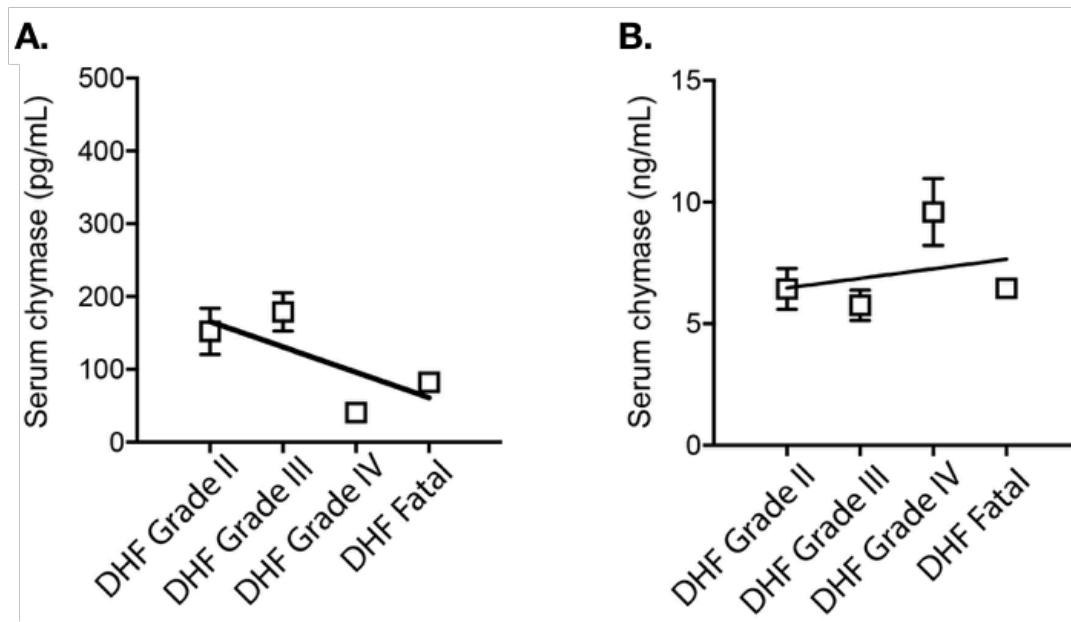 A.
Serum chymase (pg/mL)
500
400
300
200
100
0
DHF Grade II
DHF Grade III
DHF Grade IV
DHF Fatal
B.
Serum chymase (ng/mL)
15
10
5
0
DHF Grade II
DHF Grade III
DHF Grade IV
DHF Fatal